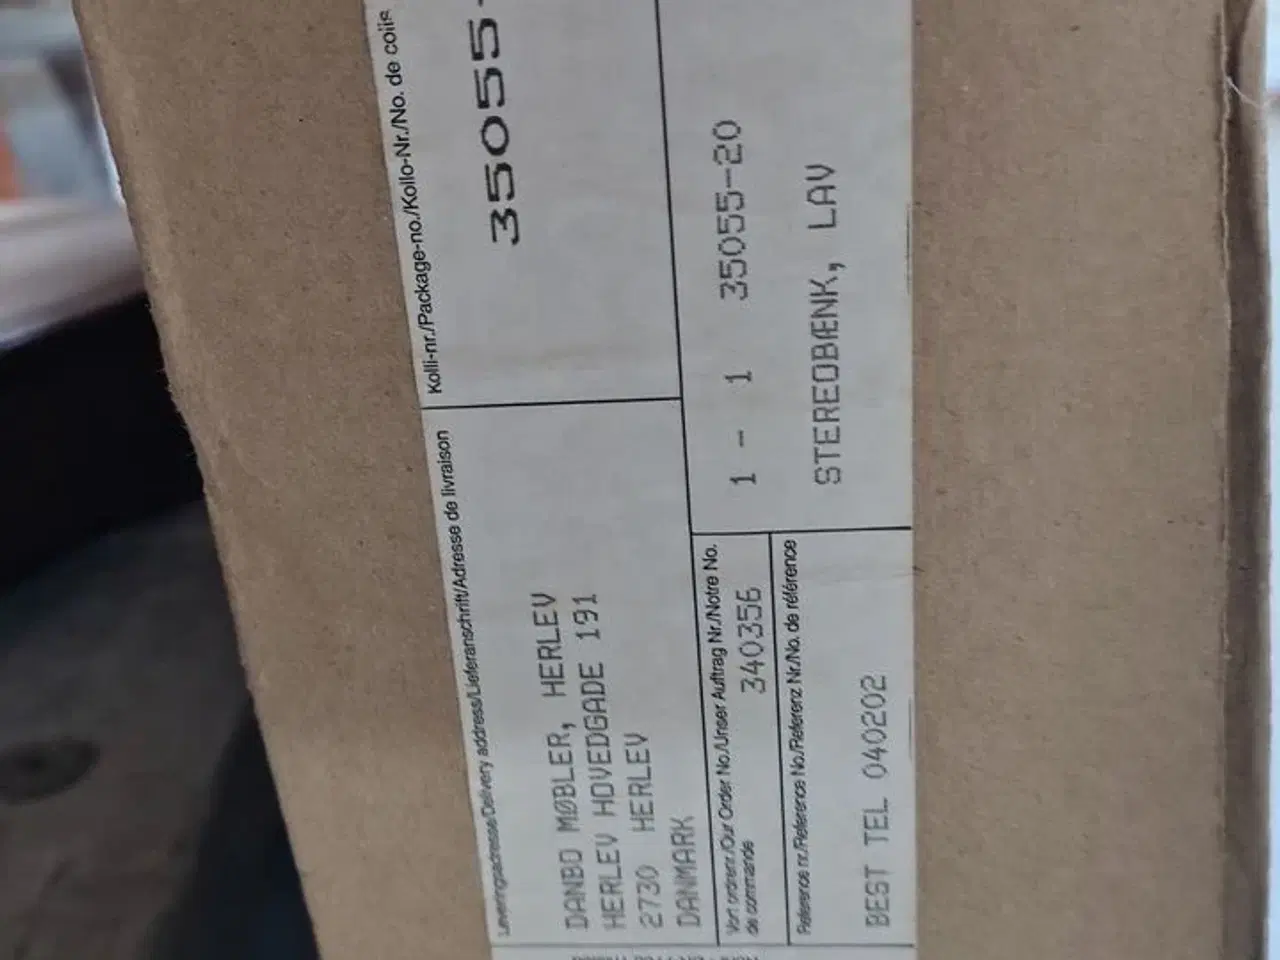 Leveringsadresse/Delivery address/Lieferanschrift/Adresse de livraison
DANBO MØBLER, HERLEV
HERLEV HOVEDGADE 191
2730 HERLEV
DANMARK
Kolli-nr./Package-no./Kollo-Nr./No. de colis
35055-
Vort ordrenr./Our Order No./Unser Auftrag Nr./Notre No.
de commande
340356
1 - 1 35055-20
STEREOBÆNK, LAV
Reference nr./Reference No./Referenz Nr./No. de référence
BEST TEL 040202